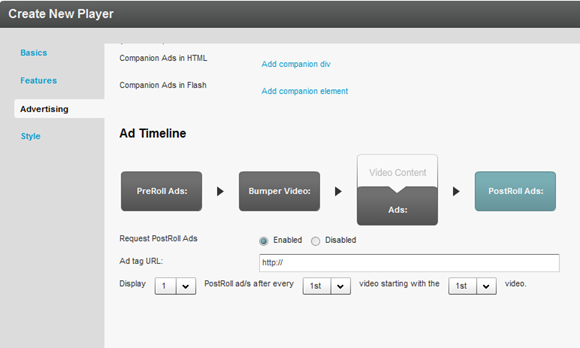 Create New Player
Basics
Features
Advertising
Style
Companion Ads in HTML
Add companion div
Companion Ads in Flash
Add companion element
Ad Timeline
PreRoll Ads:
Bumper Video:
Video Content
Ads:
PostRoll Ads:
Request PostRoll Ads Enabled Disabled
Ad tag URL: http://
Display 1 PostRoll ad/s after every 1st video starting with the 1st video.